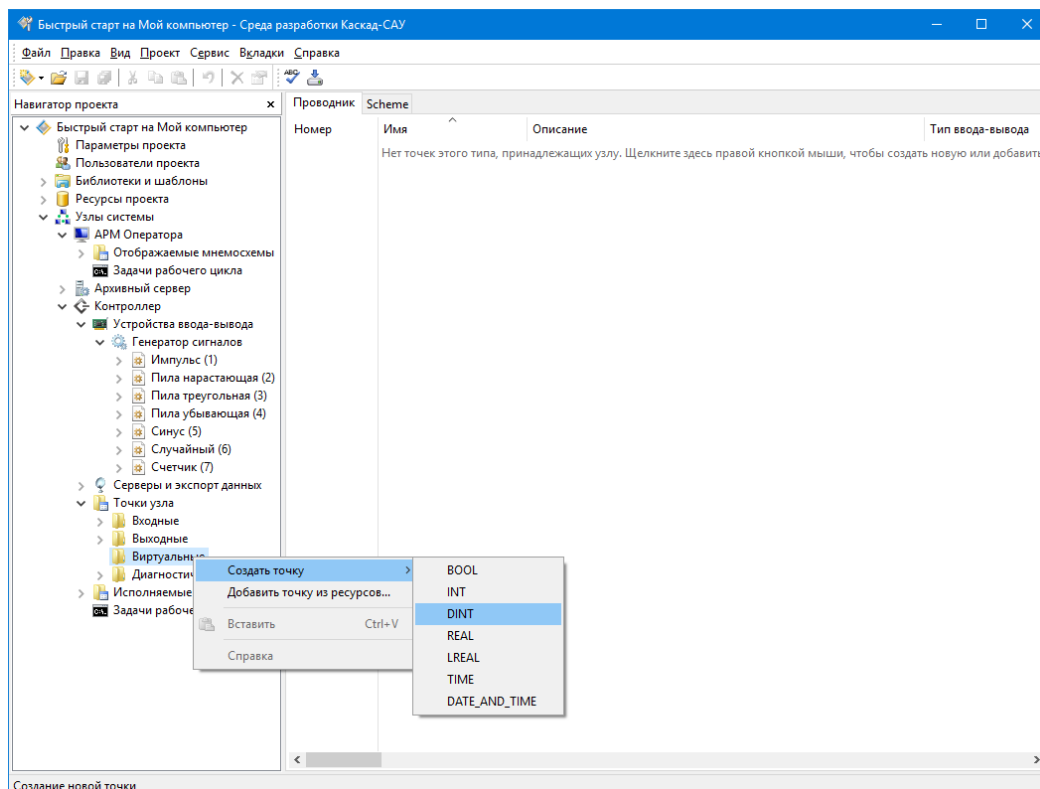 Быстрый старт на Мой компьютер - Среда разработки Каскад-САУ
Файл Правка Вид Проект Сервис Вкладки Справка
ABC
Навигатор проекта x
Проводник Scheme
Номер Имя Описание Тип ввода-вывода
Нет точек этого типа, принадлежащих узлу. Щелкните здесь правой кнопкой мыши, чтобы создать новую или добавить
Быстрый старт на Мой компьютер
Параметры проекта
Пользователи проекта
Библиотеки и шаблоны
Ресурсы проекта
Узлы системы
АРМ Оператора
Отображаемые мнемосхемы
Задачи рабочего цикла
Архивный сервер
Контроллер
Устройства ввода-вывода
Генератор сигналов
Импульс (1)
Пила нарастающая (2)
Пила треугольная (3)
Пила убывающая (4)
Синус (5)
Случайный (6)
Счетчик (7)
Серверы и экспорт данных
Точки узла
Входные
Выходные
Виртуальные
Диагности
Исполняемые
Задачи рабоче
Создать точку
Добавить точку из ресурсов...
Вставить Ctrl+V
Справка
BOOL
INT
DINT
REAL
LREAL
TIME
DATE_AND_TIME
Создание новой точки